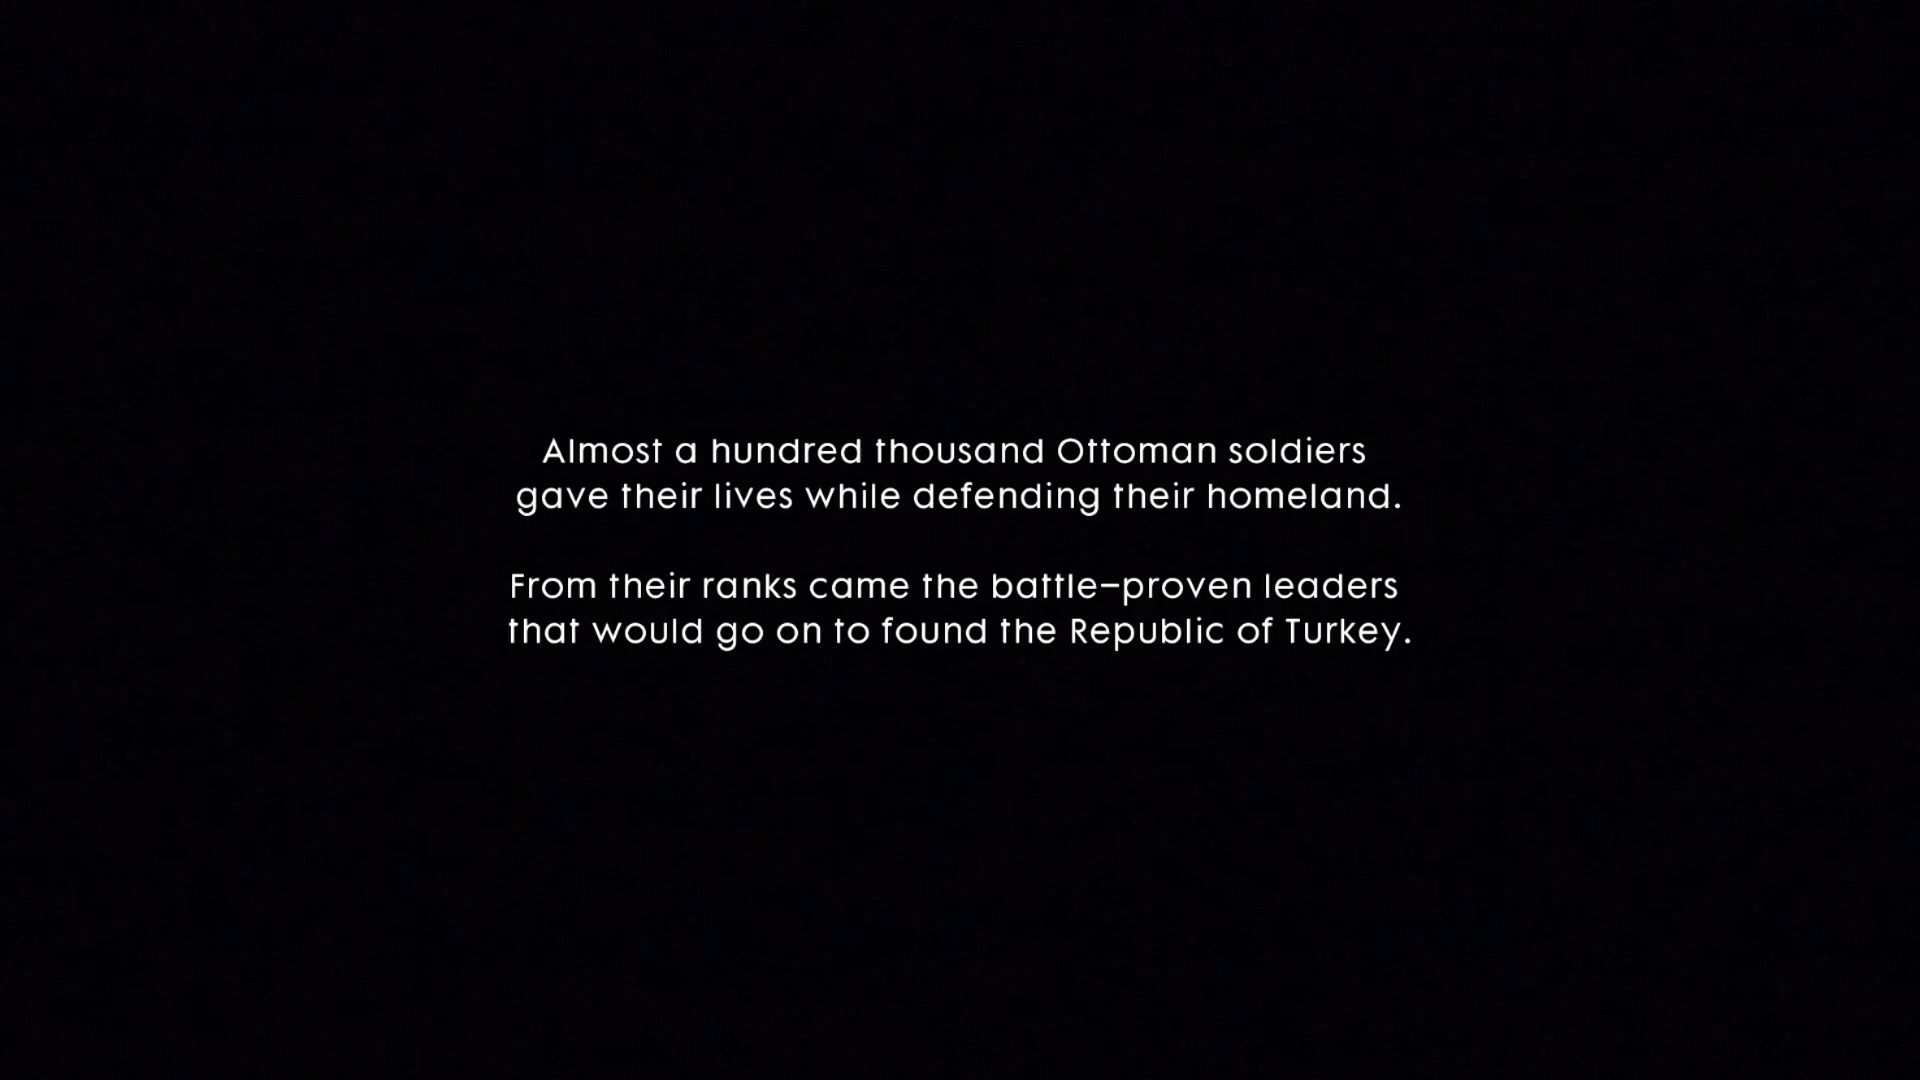 Almost a hundred thousand Ottoman soldiers
gave their lives while defending their homeland.
From their ranks came the battle-proven leaders
that would go on to found the Republic of Turkey.